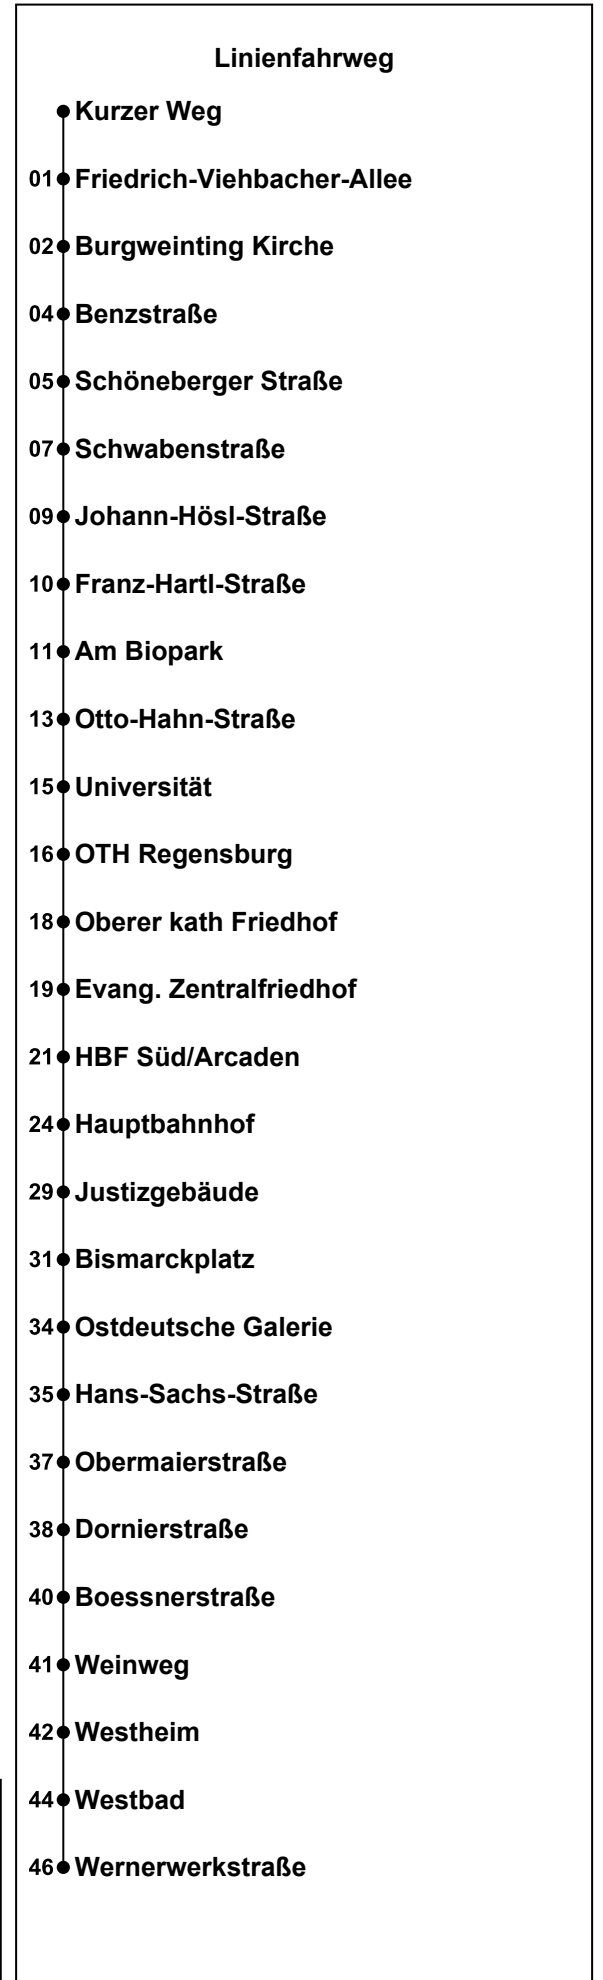 Linienfahrweg
Kurzer Weg
01 Friedrich-Viehbacher-Allee
02 Burgweinting Kirche
04 Benzstraße
05 Schöneberger Straße
07 Schwabenstraße
09 Johann-Hösl-Straße
10 Franz-Hartl-Straße
11 Am Biopark
13 Otto-Hahn-Straße
15 Universität
16 OTH Regensburg
18 Oberer kath Friedhof
19 Evang. Zentralfriedhof
21 HBF Süd/Arcaden
24 Hauptbahnhof
29 Justizgebäude
31 Bismarckplatz
34 Ostdeutsche Galerie
35 Hans-Sachs-Straße
37 Obermaierstraße
38 Dornierstraße
40 Boessnerstraße
41 Weinweg
42 Westheim
44 Westbad
46 Wernerwerkstraße